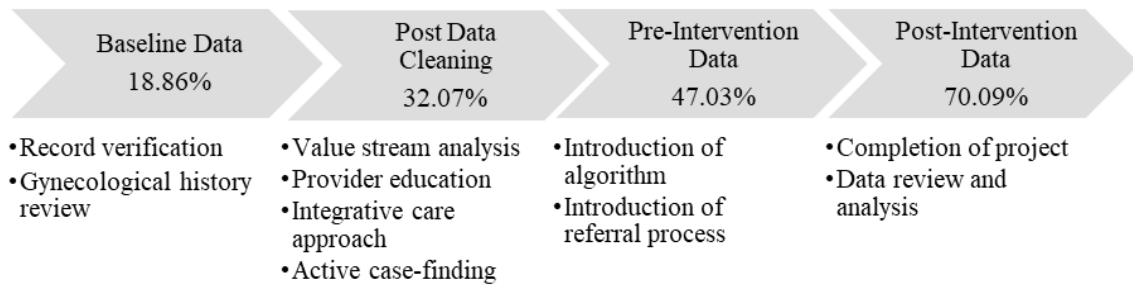 Baseline Data
18.86%
Post Data
Cleaning
32.07%
Pre-Intervention
Data
47.03%
Post-Intervention
Data
70.09%
•Record verification
•Gynecological history
review
•Value stream analysis
•Provider education
•Integrative care
approach
•Active case-finding
•Introduction of
algorithm
•Introduction of
referral process
•Completion of project
•Data review and
analysis